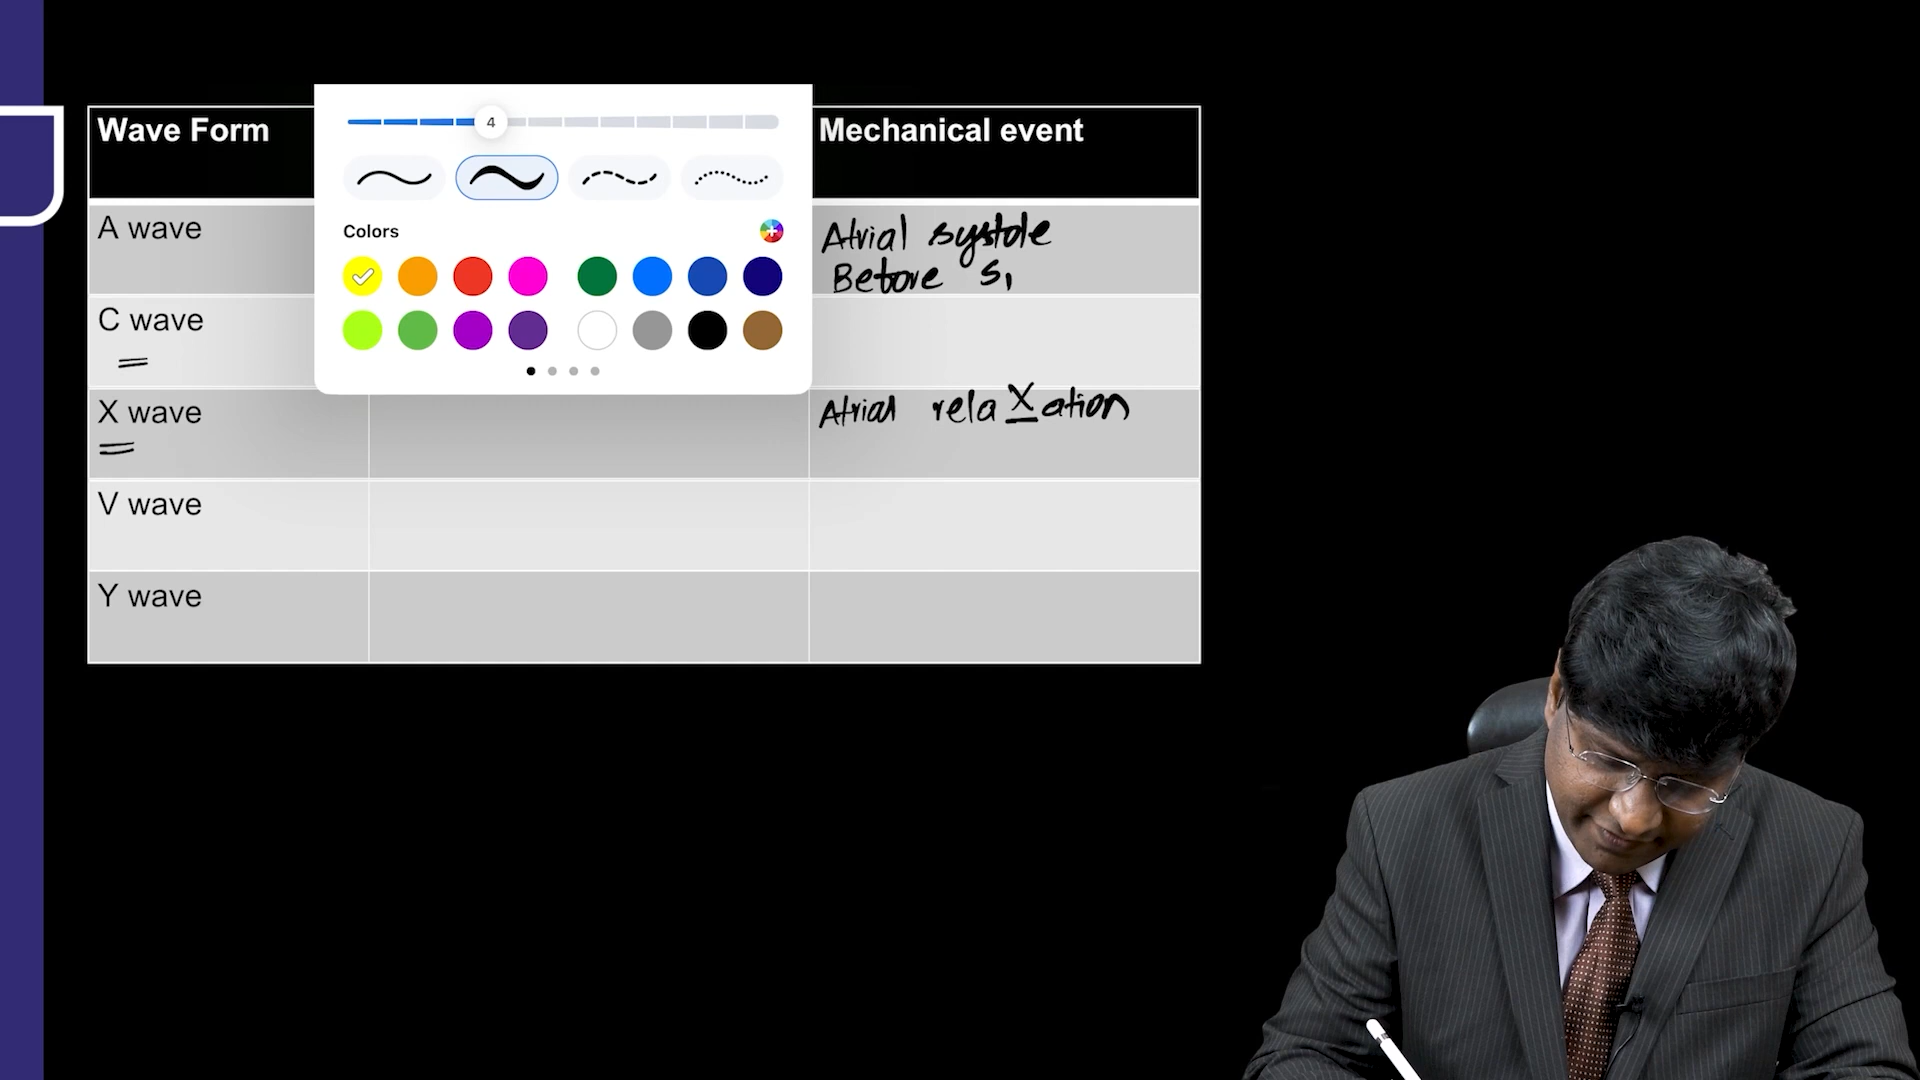 Wave Form
Mechanical event
4
Colors
A wave
Atrial systole
Before S1
C wave
X wave
Atrial relaXation
V wave
Y wave